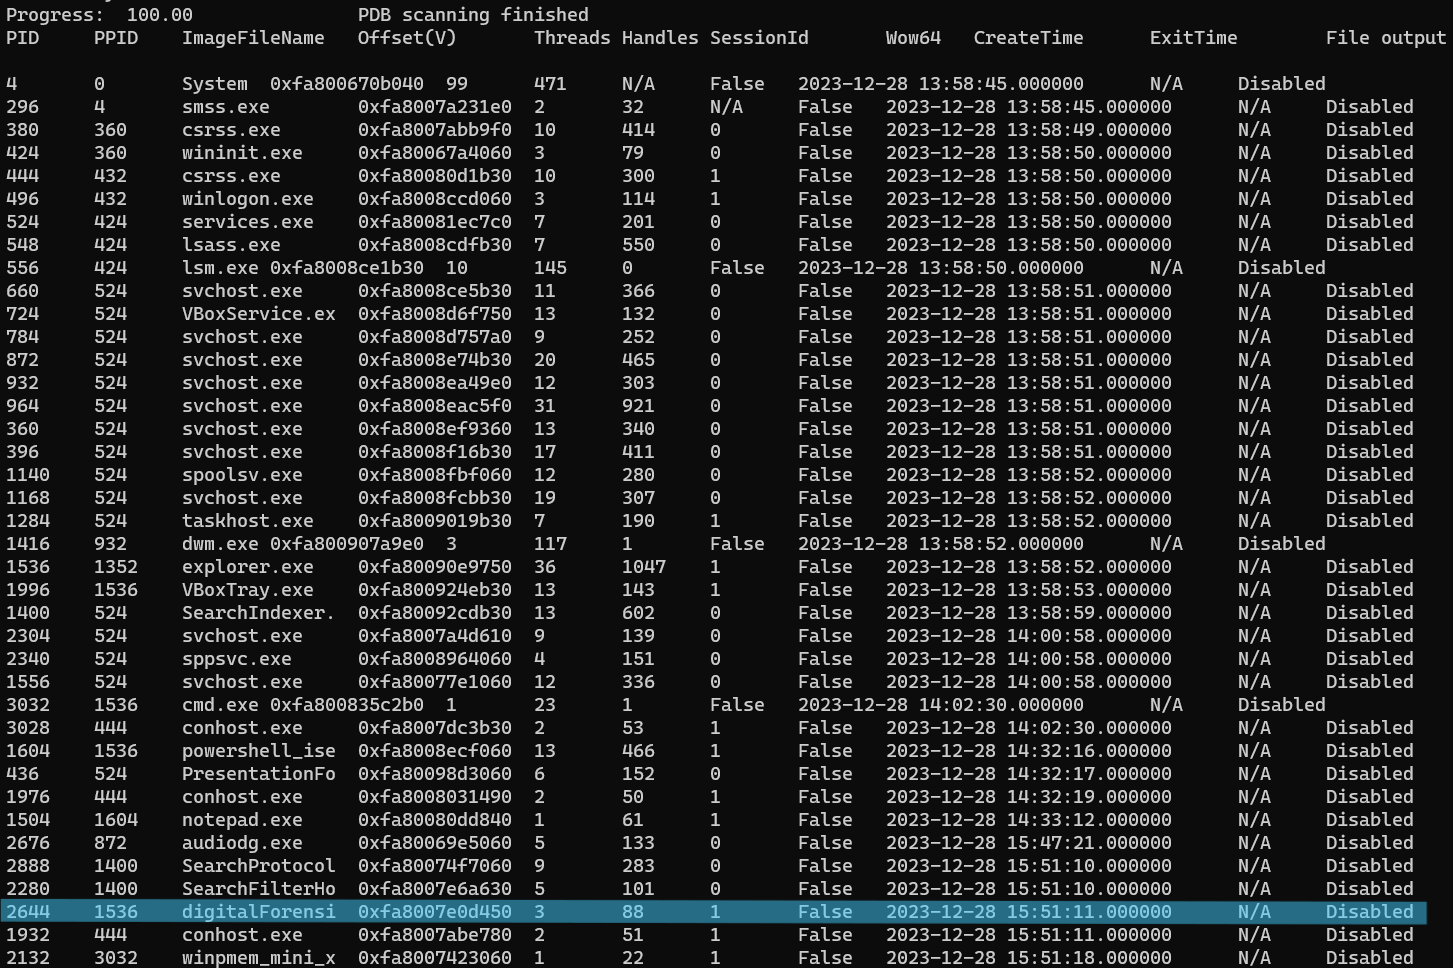 Progress:  100.00               PDB scanning finished
PID     PPID    ImageFileName   Offset(V)       Threads Handles SessionId       Wow64   CreateTime      ExitTime        File output
4       0       System  0xfa800670b040  99      471     N/A     False   2023-12-28 13:58:45.000000      N/A     Disabled
296     4       smss.exe        0xfa8007a231e0  2       32      N/A     False   2023-12-28 13:58:45.000000      N/A     Disabled
380     360     csrss.exe       0xfa8007abb9f0  10      414     0       False   2023-12-28 13:58:49.000000      N/A     Disabled
424     360     wininit.exe     0xfa80067a4060  3       79      0       False   2023-12-28 13:58:50.000000      N/A     Disabled
444     432     csrss.exe       0xfa80080d1b30  10      300     1       False   2023-12-28 13:58:50.000000      N/A     Disabled
496     432     winlogon.exe    0xfa8008ccd060  3       114     1       False   2023-12-28 13:58:50.000000      N/A     Disabled
524     424     services.exe    0xfa80081ec7c0  7       201     0       False   2023-12-28 13:58:50.000000      N/A     Disabled
548     424     lsass.exe       0xfa8008cdfb30  7       550     0       False   2023-12-28 13:58:50.000000      N/A     Disabled
556     424     lsm.exe 0xfa8008ce1b30  10      145     0       False   2023-12-28 13:58:50.000000      N/A     Disabled
660     524     svchost.exe     0xfa8008ce5b30  11      366     0       False   2023-12-28 13:58:51.000000      N/A     Disabled
724     524     VBoxService.ex  0xfa8008d6f750  13      132     0       False   2023-12-28 13:58:51.000000      N/A     Disabled
784     524     svchost.exe     0xfa8008d757a0  9       252     0       False   2023-12-28 13:58:51.000000      N/A     Disabled
872     524     svchost.exe     0xfa8008e74b30  20      465     0       False   2023-12-28 13:58:51.000000      N/A     Disabled
932     524     svchost.exe     0xfa8008ea49e0  12      303     0       False   2023-12-28 13:58:51.000000      N/A     Disabled
964     524     svchost.exe     0xfa8008eac5f0  31      921     0       False   2023-12-28 13:58:51.000000      N/A     Disabled
360     524     svchost.exe     0xfa8008ef9360  13      340     0       False   2023-12-28 13:58:51.000000      N/A     Disabled
396     524     svchost.exe     0xfa8008f16b30  17      411     0       False   2023-12-28 13:58:51.000000      N/A     Disabled
1140    524     spoolsv.exe     0xfa8008fbf060  12      280     0       False   2023-12-28 13:58:52.000000      N/A     Disabled
1168    524     svchost.exe     0xfa8008fcbb30  19      307     0       False   2023-12-28 13:58:52.000000      N/A     Disabled
1284    524     taskhost.exe    0xfa8009019b30  7       190     1       False   2023-12-28 13:58:52.000000      N/A     Disabled
1416    932     dwm.exe 0xfa800907a9e0  3       117     1       False   2023-12-28 13:58:52.000000      N/A     Disabled
1536    1352    explorer.exe    0xfa80090e9750  36      1047    1       False   2023-12-28 13:58:52.000000      N/A     Disabled
1996    1536    VBoxTray.exe    0xfa800924eb30  13      143     1       False   2023-12-28 13:58:53.000000      N/A     Disabled
1400    524     SearchIndexer.  0xfa80092cdb30  13      602     0       False   2023-12-28 13:58:59.000000      N/A     Disabled
2304    524     svchost.exe     0xfa8007a4d610  9       139     0       False   2023-12-28 14:00:58.000000      N/A     Disabled
2340    524     sppsvc.exe      0xfa8008964060  4       151     0       False   2023-12-28 14:00:58.000000      N/A     Disabled
1556    524     svchost.exe     0xfa80077e1060  12      336     0       False   2023-12-28 14:00:58.000000      N/A     Disabled
3032    1536    cmd.exe 0xfa800835c2b0  1       23      1       False   2023-12-28 14:02:30.000000      N/A     Disabled
3028    444     conhost.exe     0xfa8007dc3b30  2       53      1       False   2023-12-28 14:02:30.000000      N/A     Disabled
1604    1536    powershell_ise  0xfa8008ecf060  13      466     1       False   2023-12-28 14:32:16.000000      N/A     Disabled
436     524     PresentationFo  0xfa80098d3060  6       152     0       False   2023-12-28 14:32:17.000000      N/A     Disabled
1976    444     conhost.exe     0xfa8008031490  2       50      1       False   2023-12-28 14:32:19.000000      N/A     Disabled
1504    1604    notepad.exe     0xfa80080dd840  1       61      1       False   2023-12-28 14:33:12.000000      N/A     Disabled
2676    872     audiodg.exe     0xfa80069e5060  5       133     0       False   2023-12-28 15:47:21.000000      N/A     Disabled
2888    1400    SearchProtocol  0xfa80074f7060  9       283     0       False   2023-12-28 15:51:10.000000      N/A     Disabled
2280    1400    SearchFilterHo  0xfa8007e6a630  5       101     0       False   2023-12-28 15:51:10.000000      N/A     Disabled
2644    1536    digitalForensi  0xfa8007e0d450  3       88      1       False   2023-12-28 15:51:11.000000      N/A     Disabled
1932    444     conhost.exe     0xfa8007abe780  2       51      1       False   2023-12-28 15:51:11.000000      N/A     Disabled
2132    3032    winpmem_mini_x  0xfa8007423060  1       22      1       False   2023-12-28 15:51:18.000000      N/A     Disabled